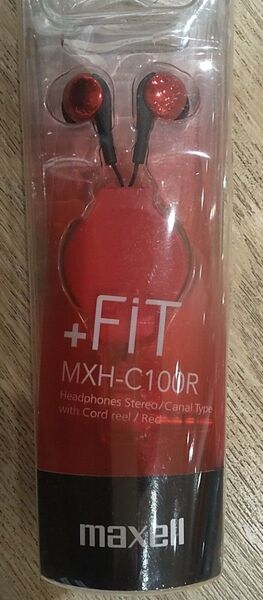 +FiT
MXH-C100R
Headphones Stereo/Canal Type
with Cord reel / Red
maxell